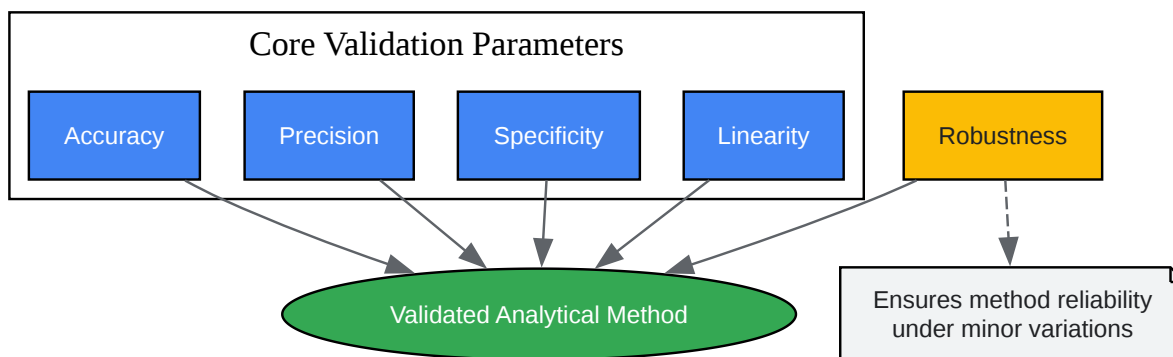 Core Validation Parameters
Accuracy
Precision
Specificity
Linearity
Robustness
Validated Analytical Method
Ensures method reliability
under minor variations